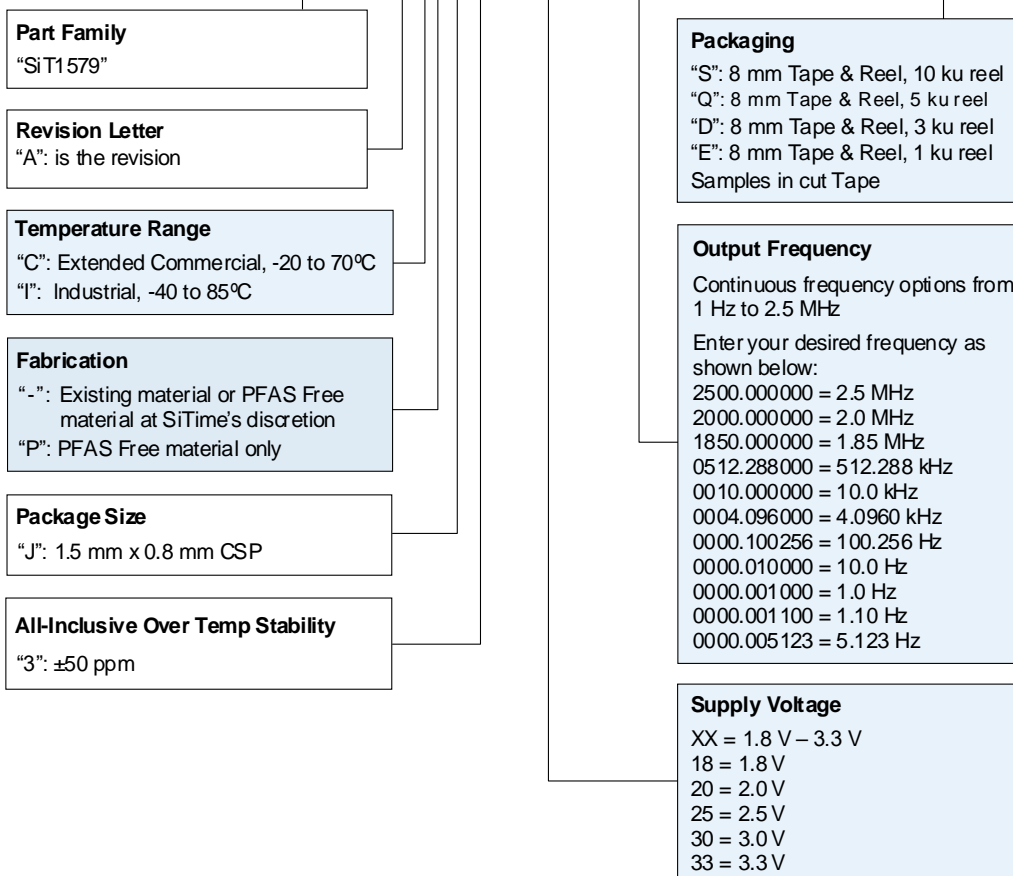 Part Family
“SiT1579”
Revision Letter
“A”: is the revision
Temperature Range
“C”: Extended Commercial, -20 to 70ºC
“I”: Industrial, -40 to 85ºC
Fabrication
“-”: Existing material or PFAS Free
material at SiTime’s discretion
“P”: PFAS Free material only
Package Size
“J”: 1.5 mm x 0.8 mm CSP
All-Inclusive Over Temp Stability
“3”: ±50 ppm
Packaging
“S”: 8 mm Tape & Reel, 10 ku reel
“Q”: 8 mm Tape & Reel, 5 ku reel
“D”: 8 mm Tape & Reel, 3 ku reel
“E”: 8 mm Tape & Reel, 1 ku reel
Samples in cut Tape
Output Frequency
Continuous frequency options from
1 Hz to 2.5 MHz
Enter your desired frequency as
shown below:
2500.000000 = 2.5 MHz
2000.000000 = 2.0 MHz
1850.000000 = 1.85 MHz
0512.288000 = 512.288 kHz
0010.000000 = 10.0 kHz
0004.096000 = 4.0960 kHz
0000.100256 = 100.256 Hz
0000.010000 = 10.0 Hz
0000.001000 = 1.0 Hz
0000.001100 = 1.10 Hz
0000.005123 = 5.123 Hz
Supply Voltage
XX = 1.8 V – 3.3 V
18 = 1.8 V
20 = 2.0 V
25 = 2.5 V
30 = 3.0 V
33 = 3.3 V